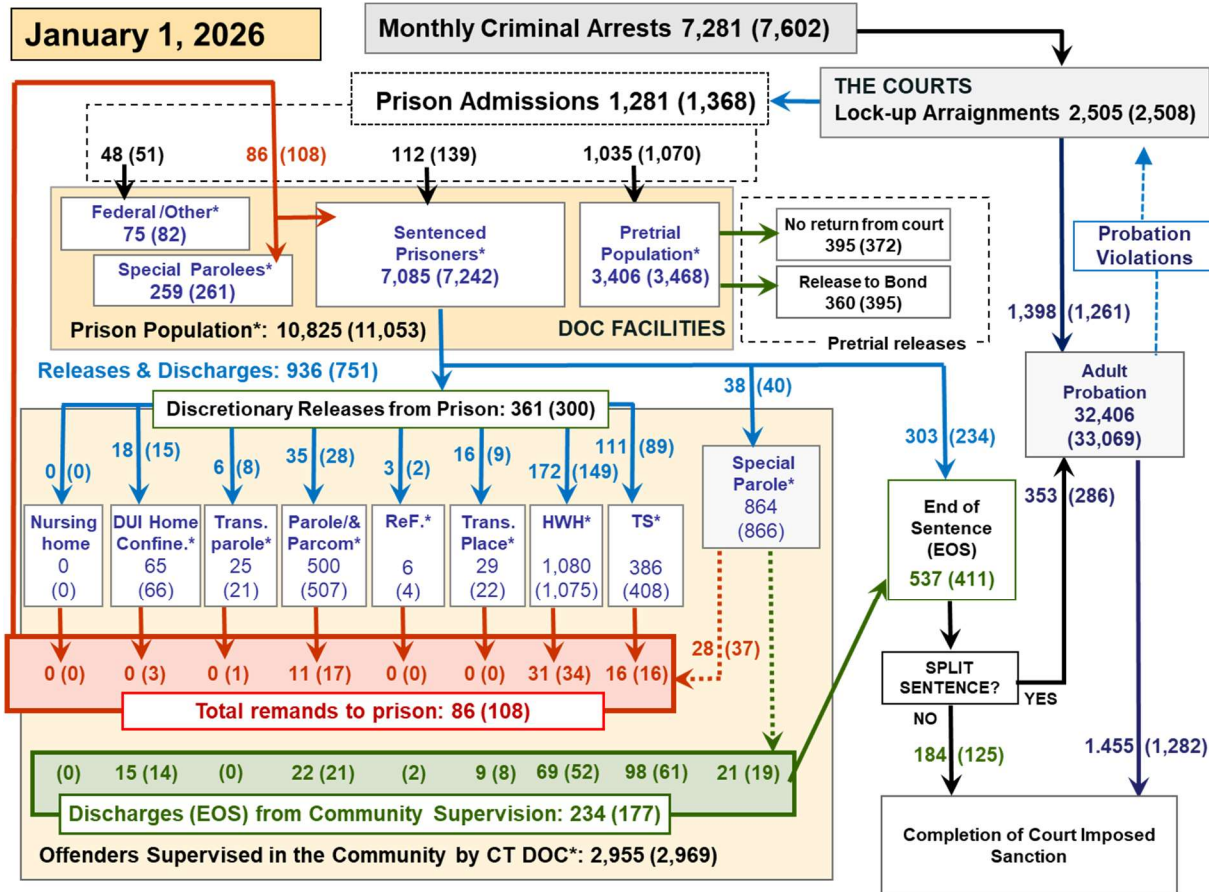 January 1, 2026
Monthly Criminal Arrests 7,281 (7,602)
THE COURTS
Lock-up Arraignments 2,505 (2,508)
Prison Admissions 1,281 (1,368)
48 (51)
86 (108)
112 (139)
1,035 (1,070)
Federal /Other*
75 (82)
Special Parolees*
259 (261)
Sentenced
Prisoners*
7,085 (7,242)
Pretrial
Population*
3,406 (3,468)
No return from court
395 (372)
Release to Bond
360 (395)
Pretrial releases
Probation
Violations
Prison Population*: 10,825 (11,053)
DOC FACILITIES
1,398 (1,261)
Releases & Discharges: 936 (751)
38 (40)
Adult
Probation
32,406
(33,069)
Discretionary Releases from Prison: 361 (300)
0 (0)
18 (15)
6 (8)
35 (28)
3 (2)
16 (9)
172 (149)
111 (89)
303 (234)
353 (286)
Nursing
home
0
(0)
DUI Home
Confine.*
65
(66)
Trans.
parole*
25
(21)
Parole/&
Parcom*
500
(507)
ReF.*
6
(4)
Trans.
Place*
29
(22)
HWH*
1,080
(1,075)
TS*
386
(408)
Special
Parole*
864
(866)
End of
Sentence
(EOS)
537 (411)
28 (37)
0 (0)
0 (3)
0 (1)
11 (17)
0 (0)
0 (0)
31 (34)
16 (16)
Total remands to prison: 86 (108)
SPLIT
SENTENCE?
YES
NO
184 (125)
1.455 (1,282)
(0)
15 (14)
(0)
22 (21)
(2)
9 (8)
69 (52)
98 (61)
21 (19)
Discharges (EOS) from Community Supervision: 234 (177)
Offenders Supervised in the Community by CT DOC*: 2,955 (2,969)
Completion of Court Imposed
Sanction